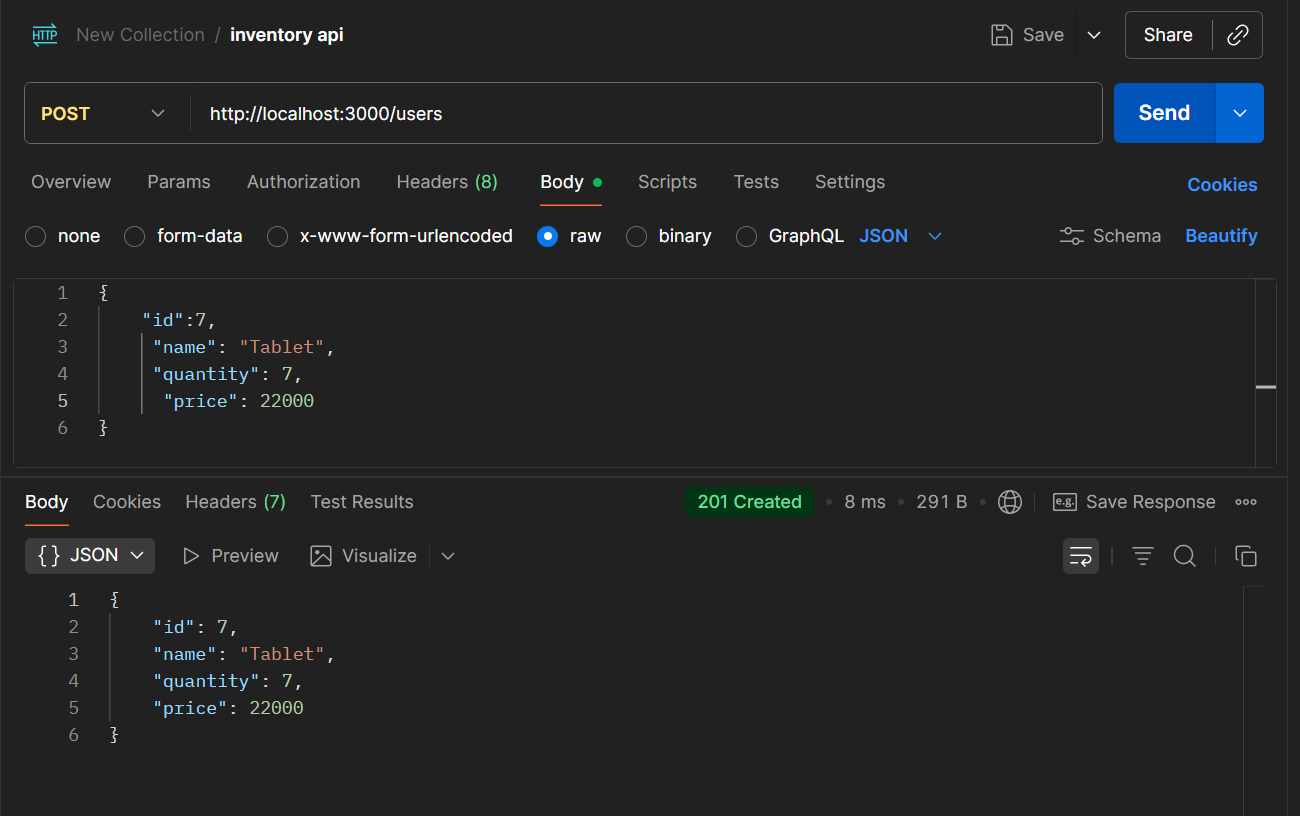 HTTP New Collection / inventory api Save Share
POST http://localhost:3000/users Send
Overview Params Authorization Headers (8) Body Scripts Tests Settings Cookies
none form-data x-www-form-urlencoded raw binary GraphQL JSON Schema Beautify
1 {
2 "id":7,
3 "name": "Tablet",
4 "quantity": 7,
5 "price": 22000
6 }
Body Cookies Headers (7) Test Results 201 Created • 8 ms • 291 B • e.g. Save Response
{} JSON Preview Visualize
1 {
2 "id": 7,
3 "name": "Tablet",
4 "quantity": 7,
5 "price": 22000
6 }